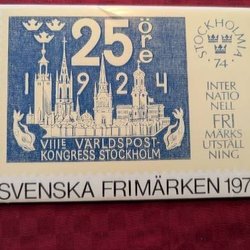 25 öre
1924
VIIIE VÄRLDSPOST-
KONGRESS STOCKHOLM
STOCKHOLMIA
74
INTER
NATIO
NELL
FRI
MÄRKS
UTSTÄLL
NING
SVENSKA FRIMÄRKEN 197